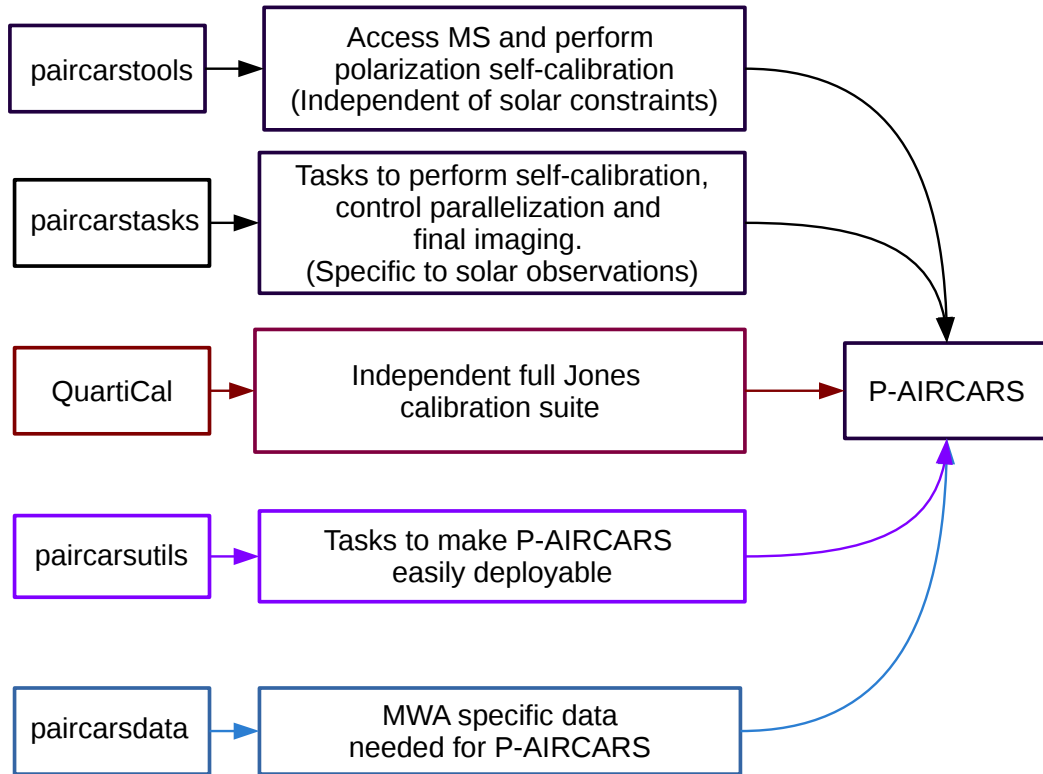 paircarstools
Access MS and perform
polarization self-calibration
(Independent of solar constraints)
paircarstasks
Tasks to perform self-calibration,
control parallelization and
final imaging.
(Specific to solar observations)
QuartiCal
Independent full Jones
calibration suite
P-AIRCARS
paircarsutils
Tasks to make P-AIRCARS
easily deployable
paircarsdata
MWA specific data
needed for P-AIRCARS